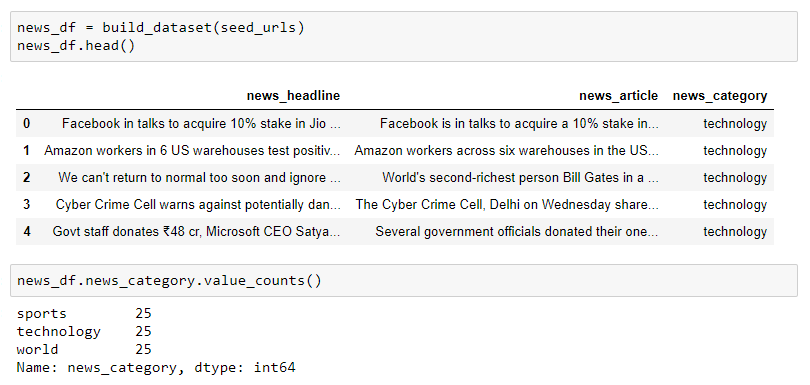 news_df = build_dataset(seed_urls)
news_df.head()
news_headline news_article news_category
0 Facebook in talks to acquire 10% stake in Jio ... Facebook is in talks to acquire a 10% stake in... technology
1 Amazon workers in 6 US warehouses test positiv... Amazon workers across six warehouses in the US... technology
2 We can't return to normal too soon and ignore ... World's second-richest person Bill Gates in a ... technology
3 Cyber Crime Cell warns against potentially dan... The Cyber Crime Cell, Delhi on Wednesday share... technology
4 Govt staff donates ₹48 cr, Microsoft CEO Satya... Several government officials donated their one... technology
news_df.news_category.value_counts()
sports 25
technology 25
world 25
Name: news_category, dtype: int64